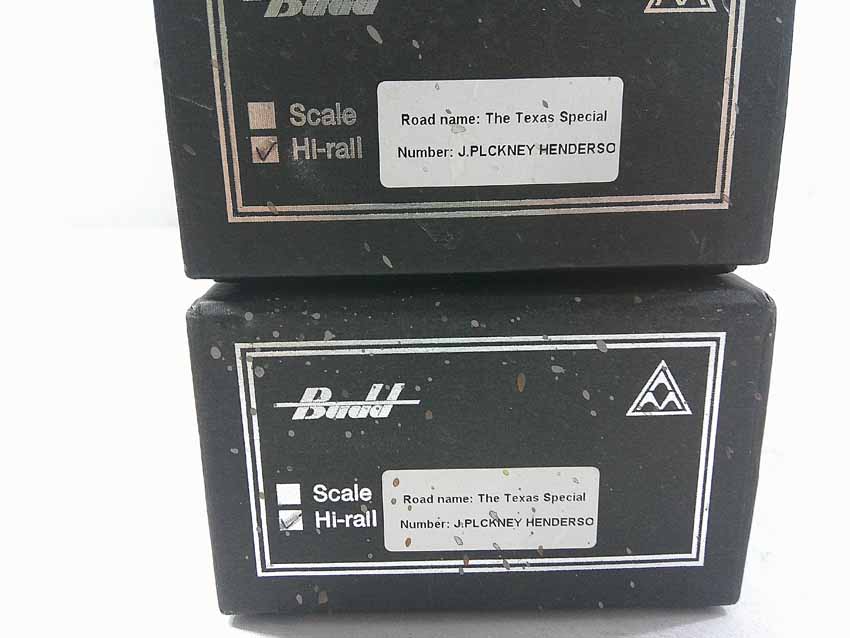 Budd
Scale
Hi-rail
Road name: The Texas Special
Number: J.PLCKNEY HENDERSO
Budd
Scale
Hi-rail
Road name: The Texas Special
Number: J.PLCKNEY HENDERSO